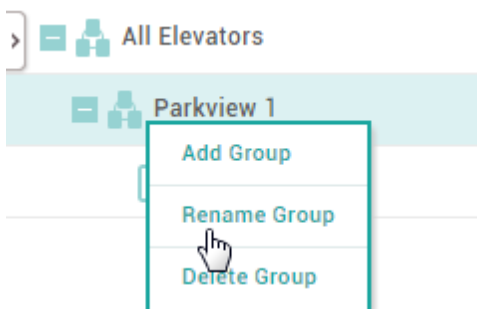 All Elevators
Parkview 1
Add Group
Rename Group
Delete Group